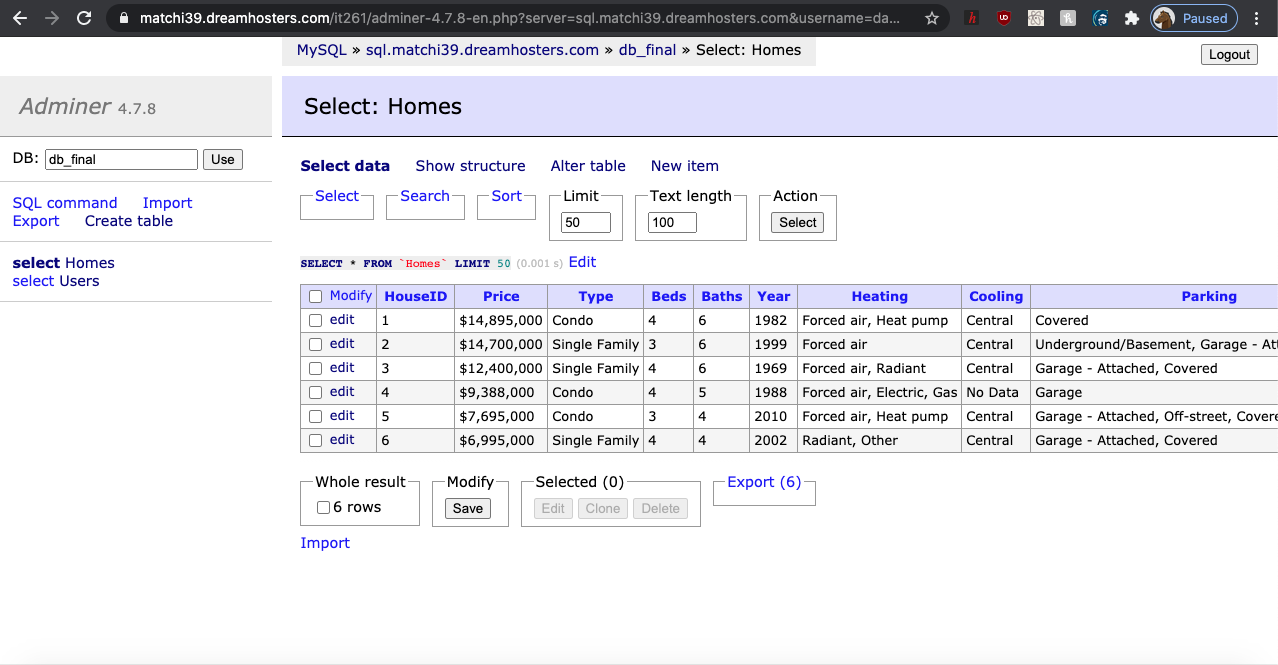 matchi39.dreamhosters.com/it261/adminer-4.7.8-en.php?server=sql.matchi39.dreamhosters.com&username=da...
Paused
MySQL » sql.matchi39.dreamhosters.com » db_final » Select: Homes
Logout
Adminer 4.7.8
Select: Homes
DB: db_final Use
Select data Show structure Alter table New item
SQL command Import
Export Create table
Select Search Sort Limit Text length Action
50 100 Select
select Homes
select Users
SELECT * FROM `Homes` LIMIT 50 (0.001 s) Edit
Modify HouseID Price Type Beds Baths Year Heating Cooling Parking
edit 1 $14,895,000 Condo 4 6 1982 Forced air, Heat pump Central Covered
edit 2 $14,700,000 Single Family 3 6 1999 Forced air Central Underground/Basement, Garage - Att
edit 3 $12,400,000 Single Family 4 6 1969 Forced air, Radiant Central Garage - Attached, Covered
edit 4 $9,388,000 Condo 4 5 1988 Forced air, Electric, Gas No Data Garage
edit 5 $7,695,000 Condo 3 4 2010 Forced air, Heat pump Central Garage - Attached, Off-street, Covere
edit 6 $6,995,000 Single Family 4 4 2002 Radiant, Other Central Garage - Attached, Covered
Whole result Modify Selected (0) Export (6)
6 rows Save Edit Clone Delete
Import